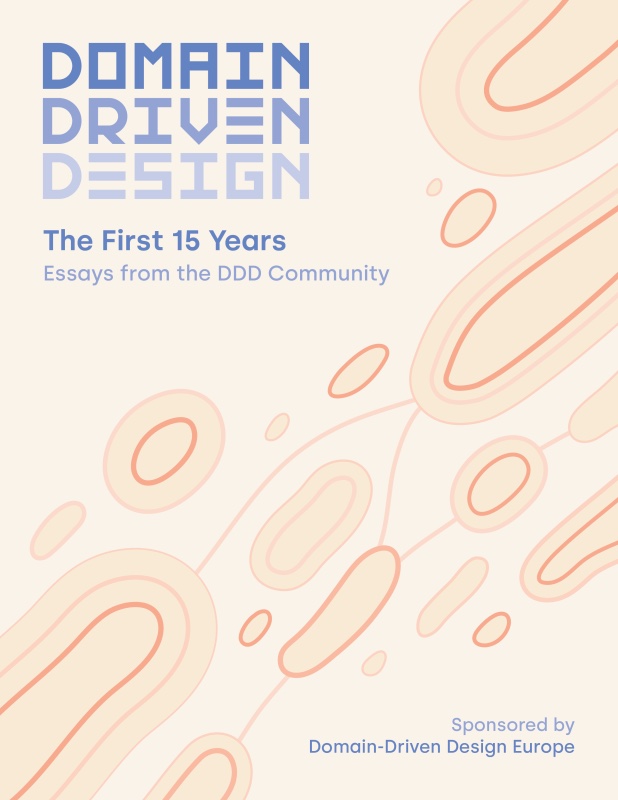 DOMAIN
DRIVEN
DESIGN
The First 15 Years
Essays from the DDD Community
Sponsored by
Domain-Driven Design Europe